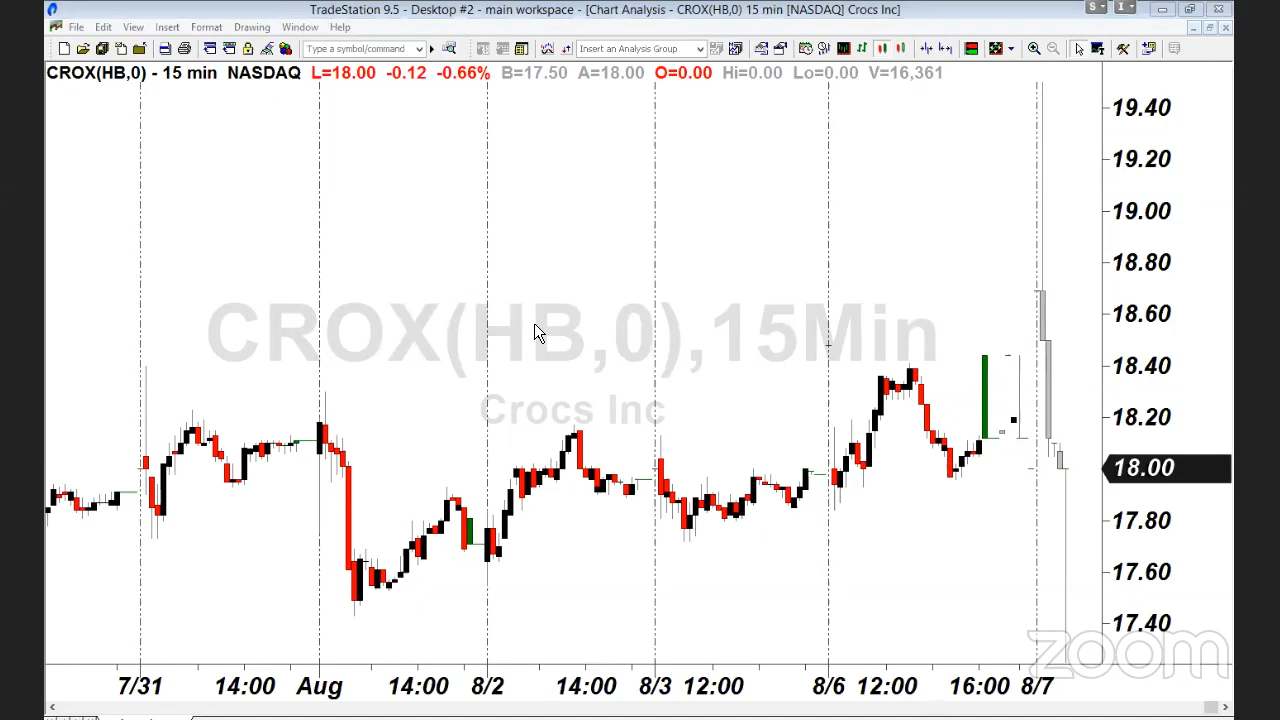 TradeStation 9.5 - Desktop #2 - main workspace - [Chart Analysis - CROX(HB,0) 15 min [NASDAQ] Crocs Inc]
S
I
File Edit View Insert Format Drawing Window Help
Type a symbol/command
Insert an Analysis Group
CROX(HB,0) - 15 min NASDAQ L=18.00 -0.12 -0.66% B=17.50 A=18.00 O=0.00 Hi=0.00 Lo=0.00 V=16,361
19.40
19.20
19.00
18.80
18.60
18.40
18.20
18.00
17.80
17.60
17.40
CROX(HB,0),15Min
Crocs Inc
zoom
7/31 14:00 Aug 14:00 8/2 14:00 8/3 12:00 8/6 12:00 16:00 8/7